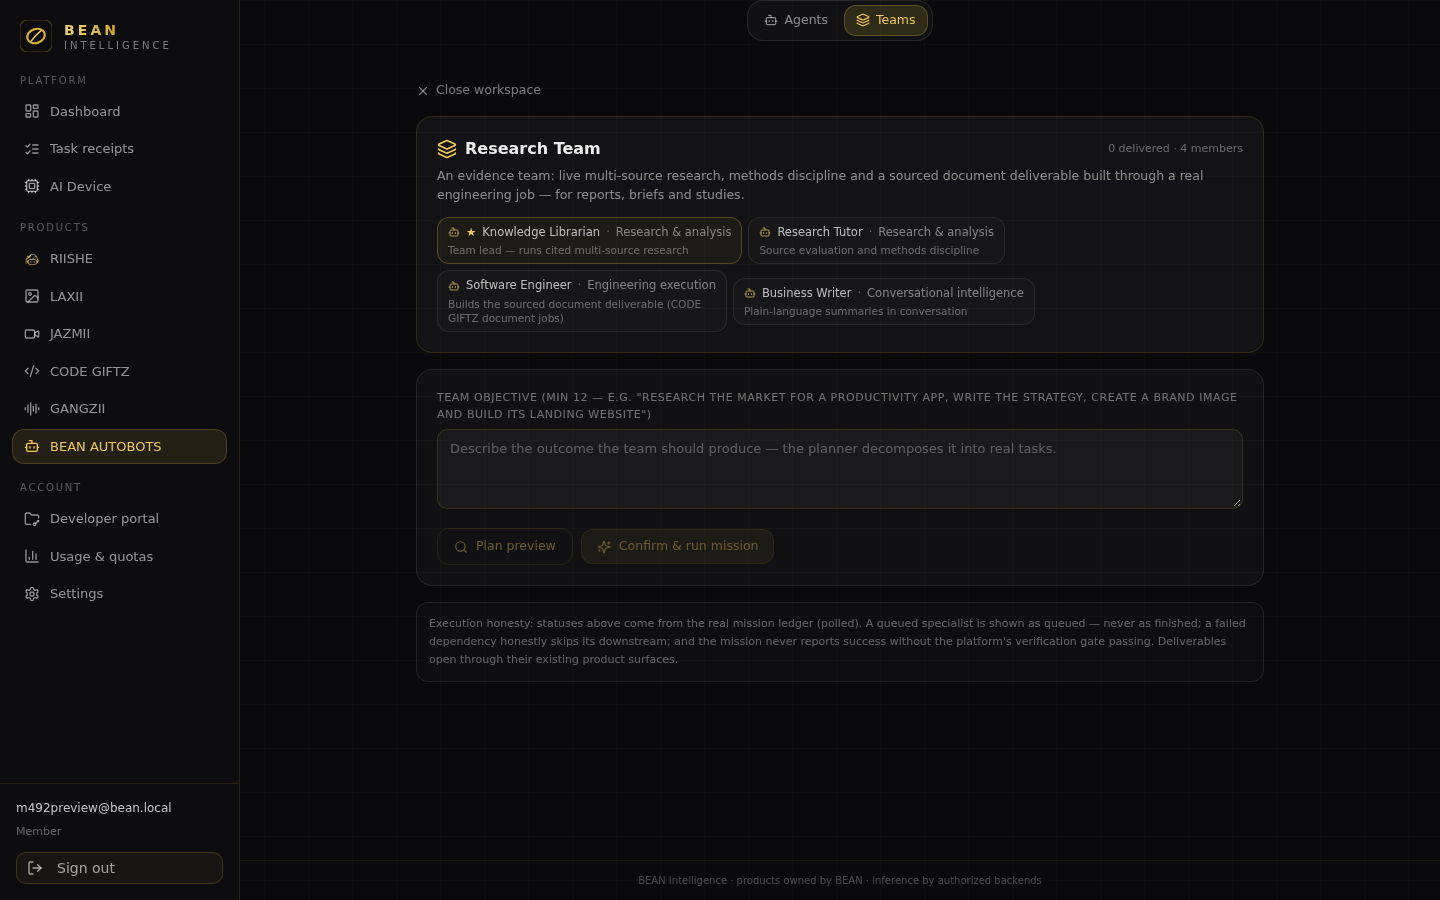 BEAN
INTELLIGENCE
PLATFORM
Dashboard
Task receipts
AI Device
PRODUCTS
RIISHE
LAXII
JAZMII
CODE GIFTZ
GANGZII
BEAN AUTOBOTS
ACCOUNT
Developer portal
Usage & quotas
Settings
m492preview@bean.local
Member
Sign out
Agents
Teams
Close workspace
Research Team
0 delivered · 4 members
An evidence team: live multi-source research, methods discipline and a sourced document deliverable built through a real
engineering job — for reports, briefs and studies.
★ Knowledge Librarian · Research & analysis
Team lead — runs cited multi-source research
Research Tutor · Research & analysis
Source evaluation and methods discipline
Software Engineer · Engineering execution
Builds the sourced document deliverable (CODE
GIFTZ document jobs)
Business Writer · Conversational intelligence
Plain-language summaries in conversation
TEAM OBJECTIVE (MIN 12 — E.G. "RESEARCH THE MARKET FOR A PRODUCTIVITY APP, WRITE THE STRATEGY, CREATE A BRAND IMAGE
AND BUILD ITS LANDING WEBSITE")
Describe the outcome the team should produce — the planner decomposes it into real tasks.
Plan preview
Confirm & run mission
Execution honesty: statuses above come from the real mission ledger (polled). A queued specialist is shown as queued — never as finished; a failed
dependency honestly skips its downstream; and the mission never reports success without the platform's verification gate passing. Deliverables
open through their existing product surfaces.
BEAN Intelligence · products owned by BEAN · inference by authorized backends